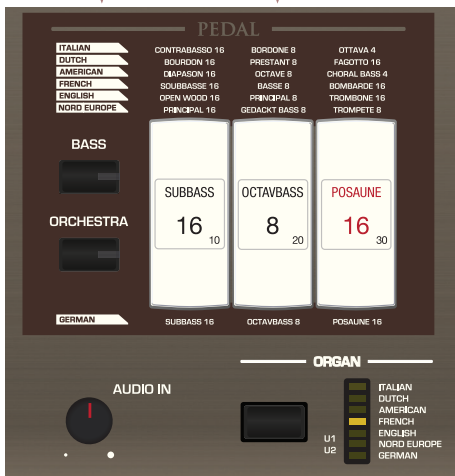 PEDAL
ITALIAN CONTRABASSO 16 BORDONE 8 OTTAVA 4
DUTCH BOURDON 16 PRESTANT 8 FAGOTTO 16
AMERICAN DIAPASON 16 OCTAVE 8 CHORAL BASS 4
FRENCH SOUBBASSE 16 BASSE 8 BOMBARDE 16
ENGLISH OPEN WOOD 16 PRINCIPAL 8 TROMBONE 16
NORD EUROPE PRINCIPAL 16 GEDACKT BASS 8 TROMPETE 8
BASS
SUBBASS OCTAVBASS POSAUNE
ORCHESTRA
16 8 16
10 20 30
GERMAN SUBBASS 16 OCTAVBASS 8 POSAUNE 16
ORGAN
AUDIO IN
ITALIAN
DUTCH
AMERICAN
FRENCH
U1 ENGLISH
U2 NORD EUROPE
GERMAN